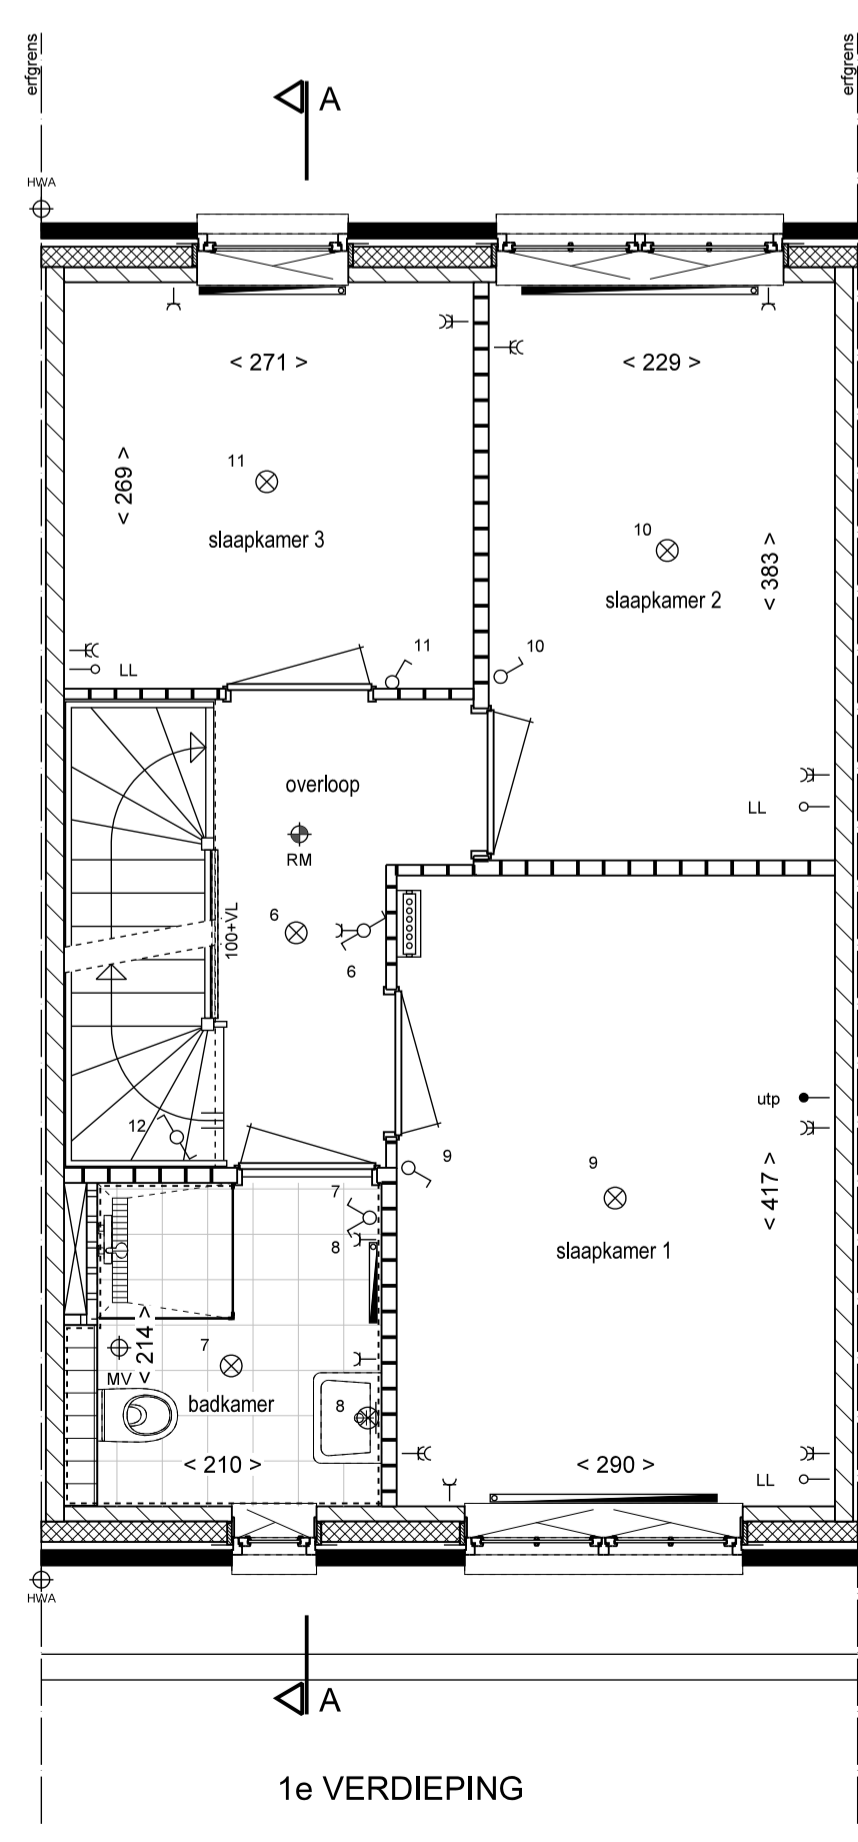 erfgrens
erfgrens
A
HWA
< 271 >
< 229 >
11
< 269 >
slaapkamer 3
10
< 383 >
slaapkamer 2
11
10
LL
overloop
LL
RM
6
100+VL
6
utp
12
9
9
< 417 >
7
slaapkamer 1
8
< 214 >
7
MV
badkamer
8
< 210 >
< 290 >
LL
HWA
A
1e VERDIEPING